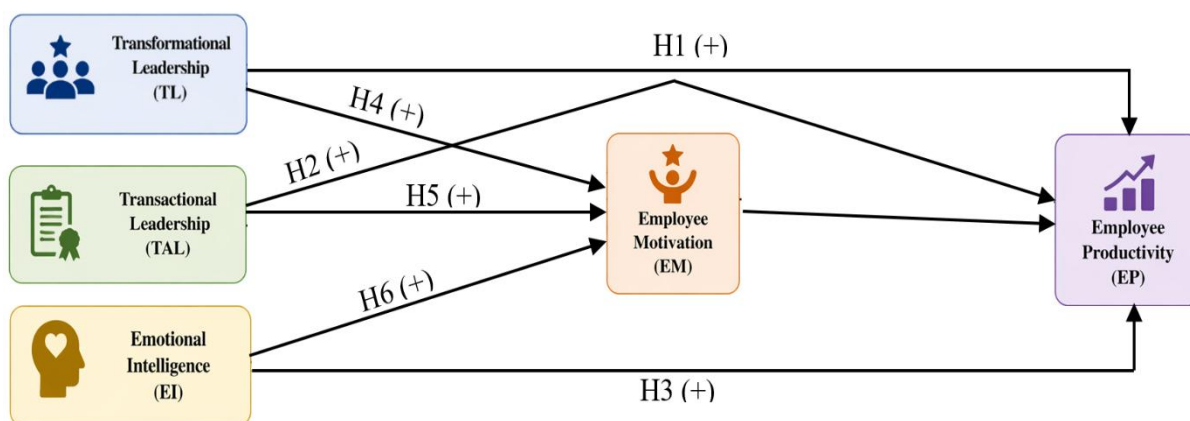 Transformational
Leadership
(TL)
H1 (+)
H4 (+)
H2 (+)
Transactional
Leadership
(TAL)
H5 (+)
Employee
Motivation
(EM)
Employee
Productivity
(EP)
H6 (+)
Emotional
Intelligence
(EI)
H3 (+)